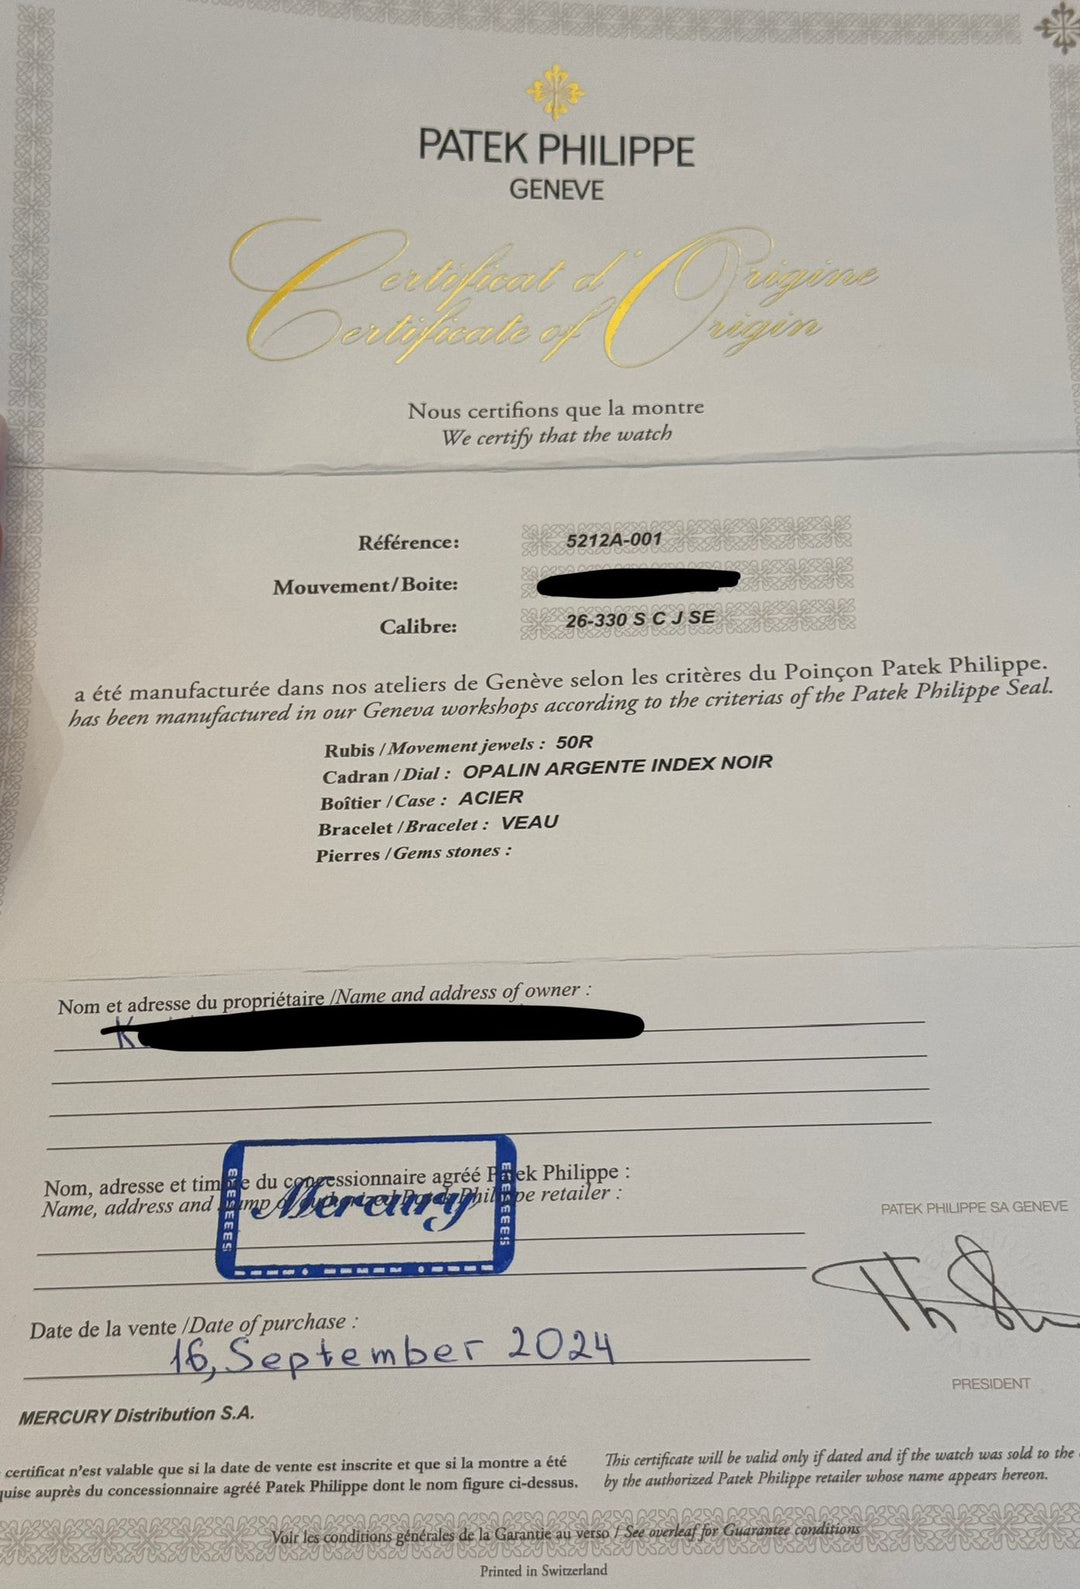 PATEK PHILIPPE
GENEVE
Certificat d'Origine
Certificate of Origin
Nous certifions que la montre
We certify that the watch
Référence: 5212A-001
Mouvement/Boite:
Calibre: 26-330 S C J SE
a été manufacturée dans nos ateliers de Genève selon les critères du Poinçon Patek Philippe.
has been manufactured in our Geneva workshops according to the criterias of the Patek Philippe Seal.
Rubis / Movement jewels : 50R
Cadran / Dial : OPALIN ARGENTE INDEX NOIR
Boîtier / Case : ACIER
Bracelet / Bracelet : VEAU
Pierres / Gems stones :
Nom et adresse du propriétaire /Name and address of owner :
K
Nom, adresse et timbre du concessionnaire agréé Patek Philippe :
Name, address and stamp of authorized Patek Philippe retailer :
Mercury
PATEK PHILIPPE SA GENEVE
Date de la vente /Date of purchase :
16, September 2024
PRESIDENT
MERCURY Distribution S.A.
certificat n'est valable que si la date de vente est inscrite et que si la montre a été
quise auprès du concessionnaire agréé Patek Philippe dont le nom figure ci-dessus.
This certificate will be valid only if dated and if the watch was sold to the
by the authorized Patek Philippe retailer whose name appears hereon.
Voir les conditions générales de la Garantie au verso / See overleaf for Guarantee conditions
Printed in Switzerland